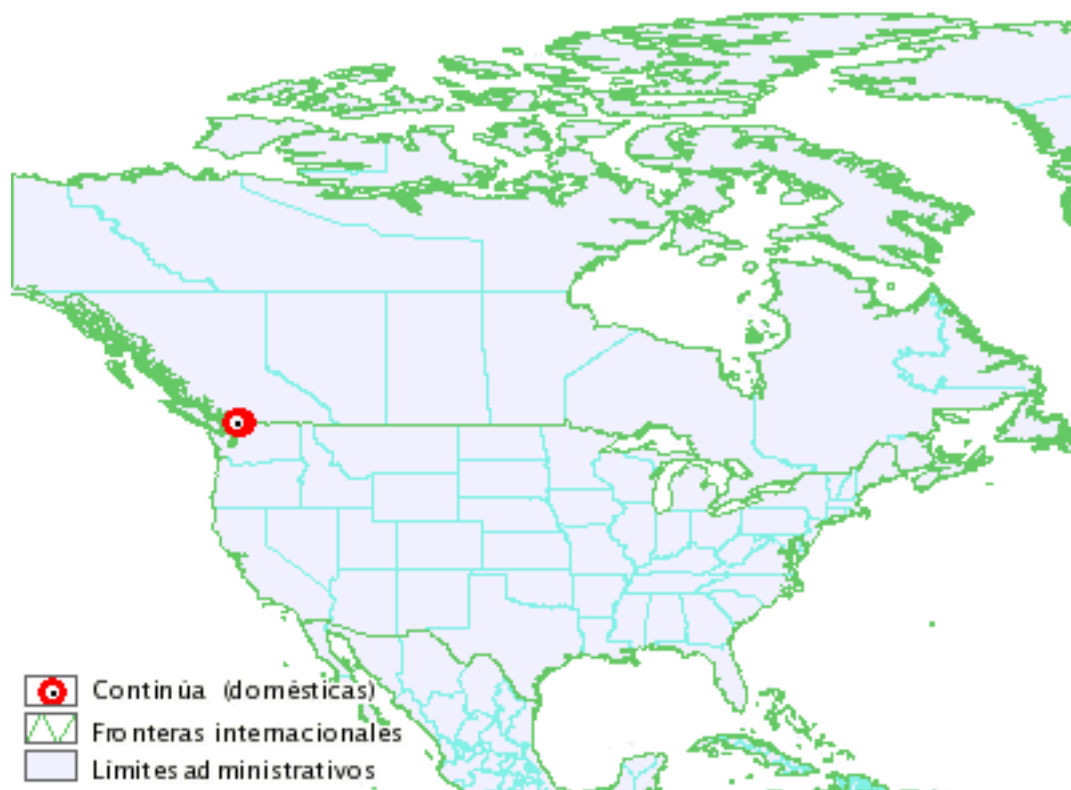 Continúa (domésticas)
Fronteras internacionales
Límites administrativos